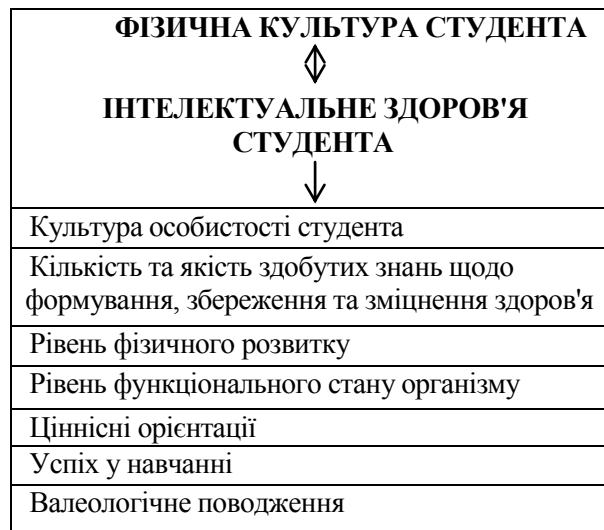 ФІЗИЧНА КУЛЬТУРА СТУДЕНТА
ІНТЕЛЕКТУАЛЬНЕ ЗДОРОВ'Я
СТУДЕНТА
Культура особистості студента
Кількість та якість здобутих знань щодо
формування, збереження та зміцнення здоров'я
Рівень фізичного розвитку
Рівень функціонального стану організму
Ціннісні орієнтації
Успіх у навчанні
Валеологічне поводження